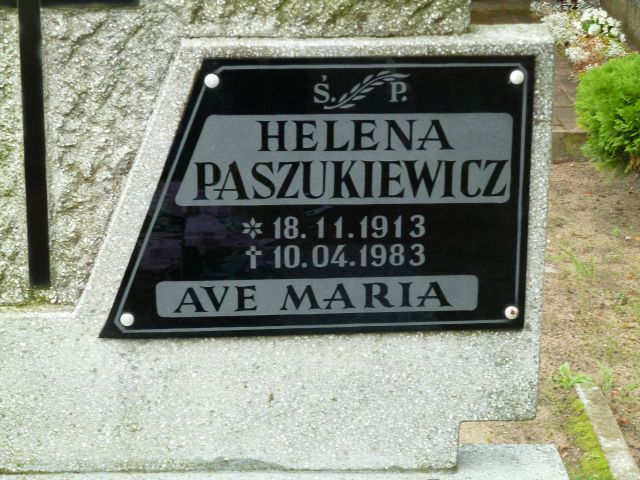 Ś. P.
HELENA
PASZUKIEWICZ
18.11.1913
10.04.1983
AVE MARIA